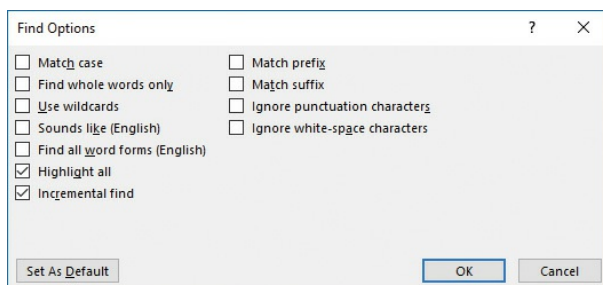 Find Options
Match case
Find whole words only
Use wildcards
Sounds like (English)
Find all word forms (English)
Highlight all
Incremental find
Match prefix
Match suffix
Ignore punctuation characters
Ignore white-space characters
Set As Default
OK
Cancel